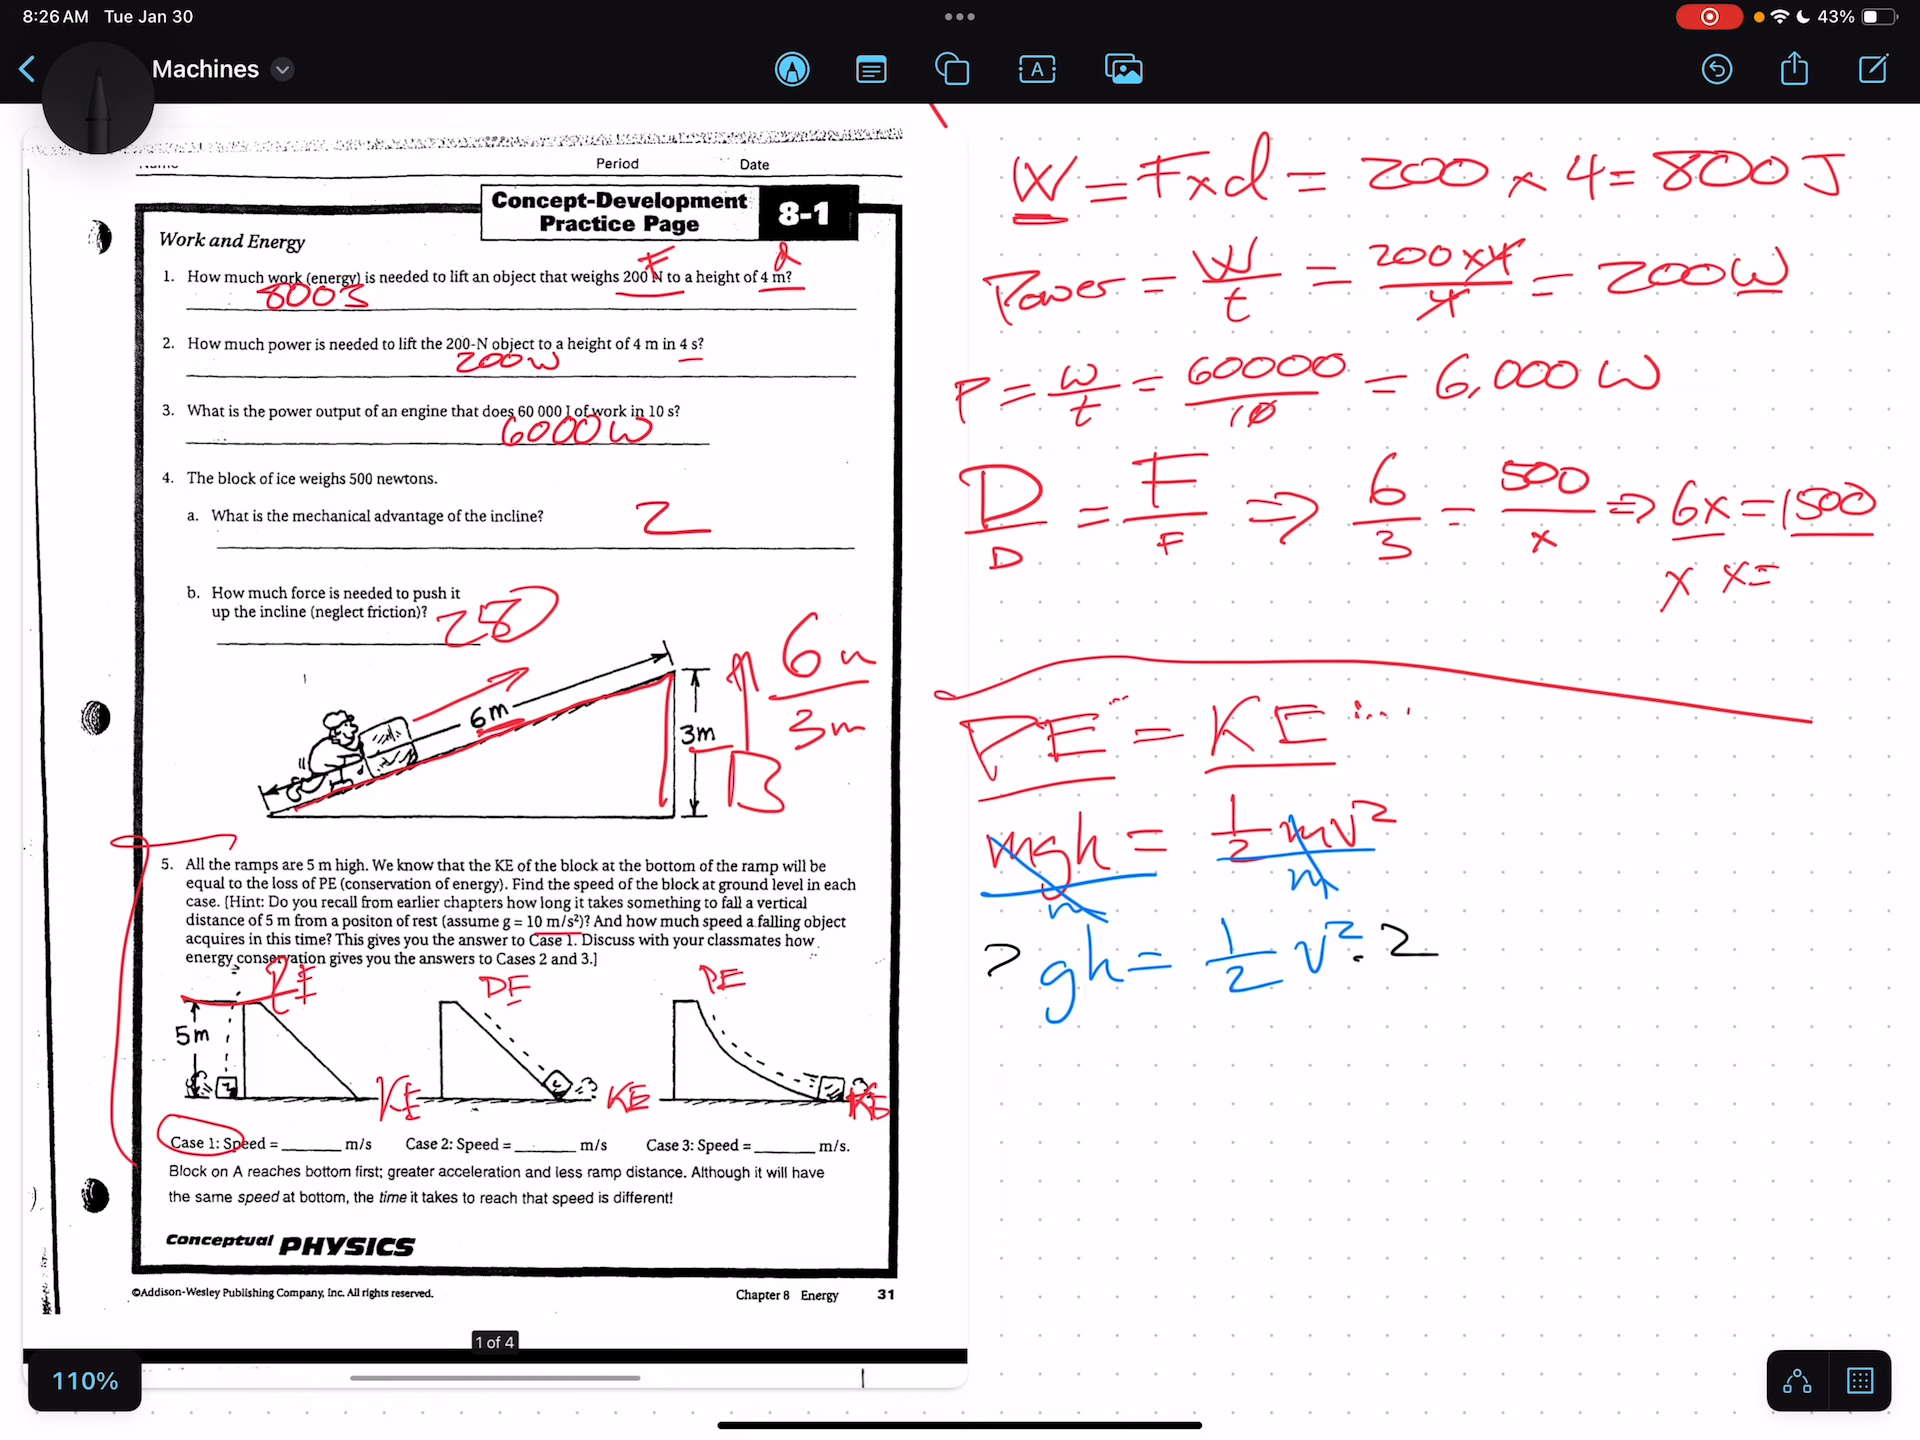 8:26 AM Tue Jan 30
43%
Machines
Period Date
Concept-Development
Practice Page
8-1
Work and Energy
F d
1. How much work (energy) is needed to lift an object that weighs 200 N to a height of 4 m?
800J
2. How much power is needed to lift the 200-N object to a height of 4 m in 4 s?
200W
3. What is the power output of an engine that does 60 000 J of work in 10 s?
6000W
4. The block of ice weighs 500 newtons.
a. What is the mechanical advantage of the incline?
2
b. How much force is needed to push it
up the incline (neglect friction)?
250
6m
3m
6m
3m
5. All the ramps are 5 m high. We know that the KE of the block at the bottom of the ramp will be
equal to the loss of PE (conservation of energy). Find the speed of the block at ground level in each
case. [Hint: Do you recall from earlier chapters how long it takes something to fall a vertical
distance of 5 m from a positon of rest (assume g = 10 m/s²)? And how much speed a falling object
acquires in this time? This gives you the answer to Case 1. Discuss with your classmates how
energy conservation gives you the answers to Cases 2 and 3.]
PE PE PE
5m
KE KE KE
Case 1: Speed = ______ m/s Case 2: Speed = ______ m/s Case 3: Speed = ______ m/s.
Block on A reaches bottom first; greater acceleration and less ramp distance. Although it will have
the same speed at bottom, the time it takes to reach that speed is different!
Conceptual PHYSICS
©Addison-Wesley Publishing Company, Inc. All rights reserved.
Chapter 8 Energy 31
1 of 4
110%
W = F x d = 200 x 4 = 800 J
Power = W/t = 200 x 4/4 = 200 W
P = W/t = 60000/10 = 6,000 W
D/D = F/F ⇒ 6/3 = 500/x ⇒ 6x = 1500
x x=
PE = KE
mgh/m = 1/2 mv²/m
gh = 1/2 v² · 2